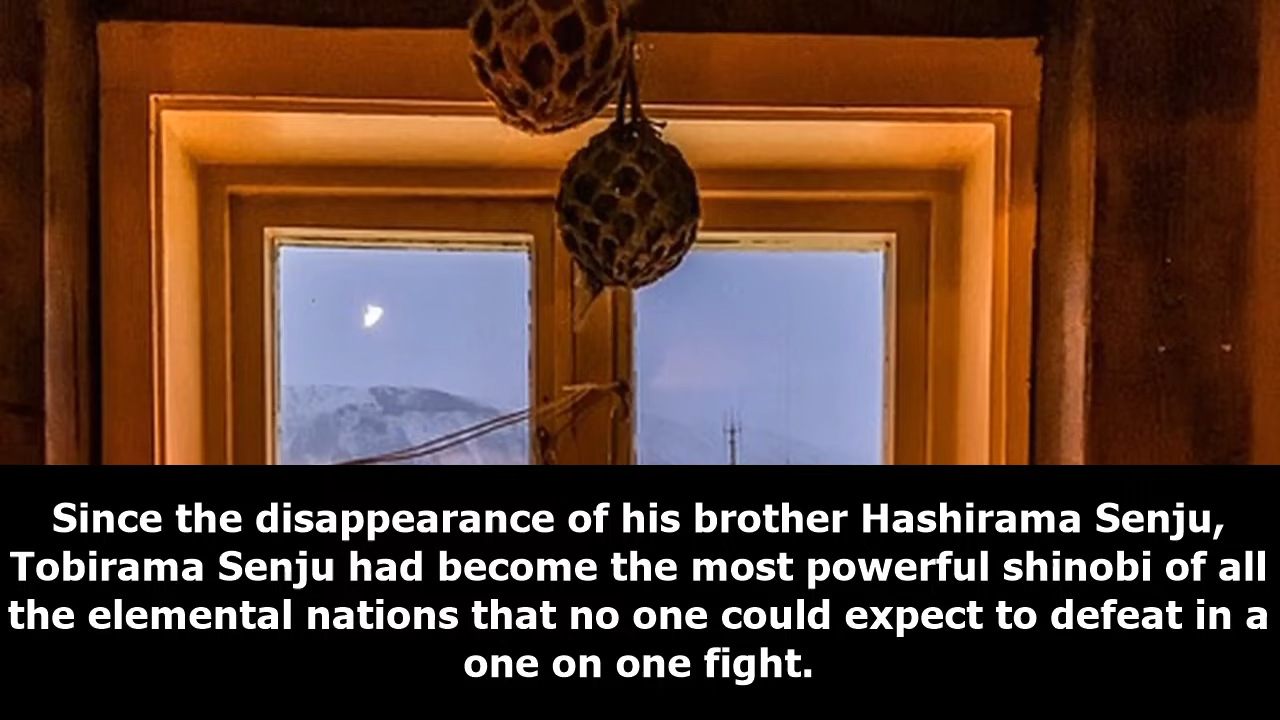 Since the disappearance of his brother Hashirama Senju,
Tobirama Senju had become the most powerful shinobi of all
the elemental nations that no one could expect to defeat in a
one on one fight.